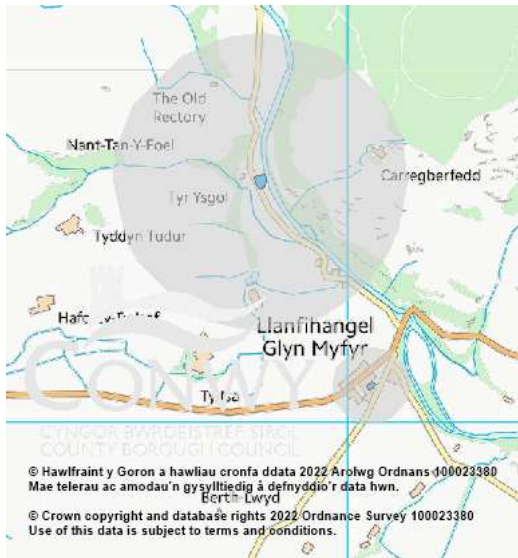 The Old
Rectory
Nant-Tan-Y-Foel
Carregberfedd
Tyr Ysgol
Tyddyn Tudur
Llanfihangel
Glyn Myfyr
CONWY
CYNGOR BWRDEISTREF SIROL
COUNTY BOROUGH COUNCIL
© Hawlfraint y Goron a hawliau cronfa ddata 2022 Arolwg Ordnans 100023380
Mae telerau ac amodau'n gysylltiedig â defnyddio'r data hwn.
Berth-Lwyd
© Crown copyright and database rights 2022 Ordnance Survey 100023380
Use of this data is subject to terms and conditions.